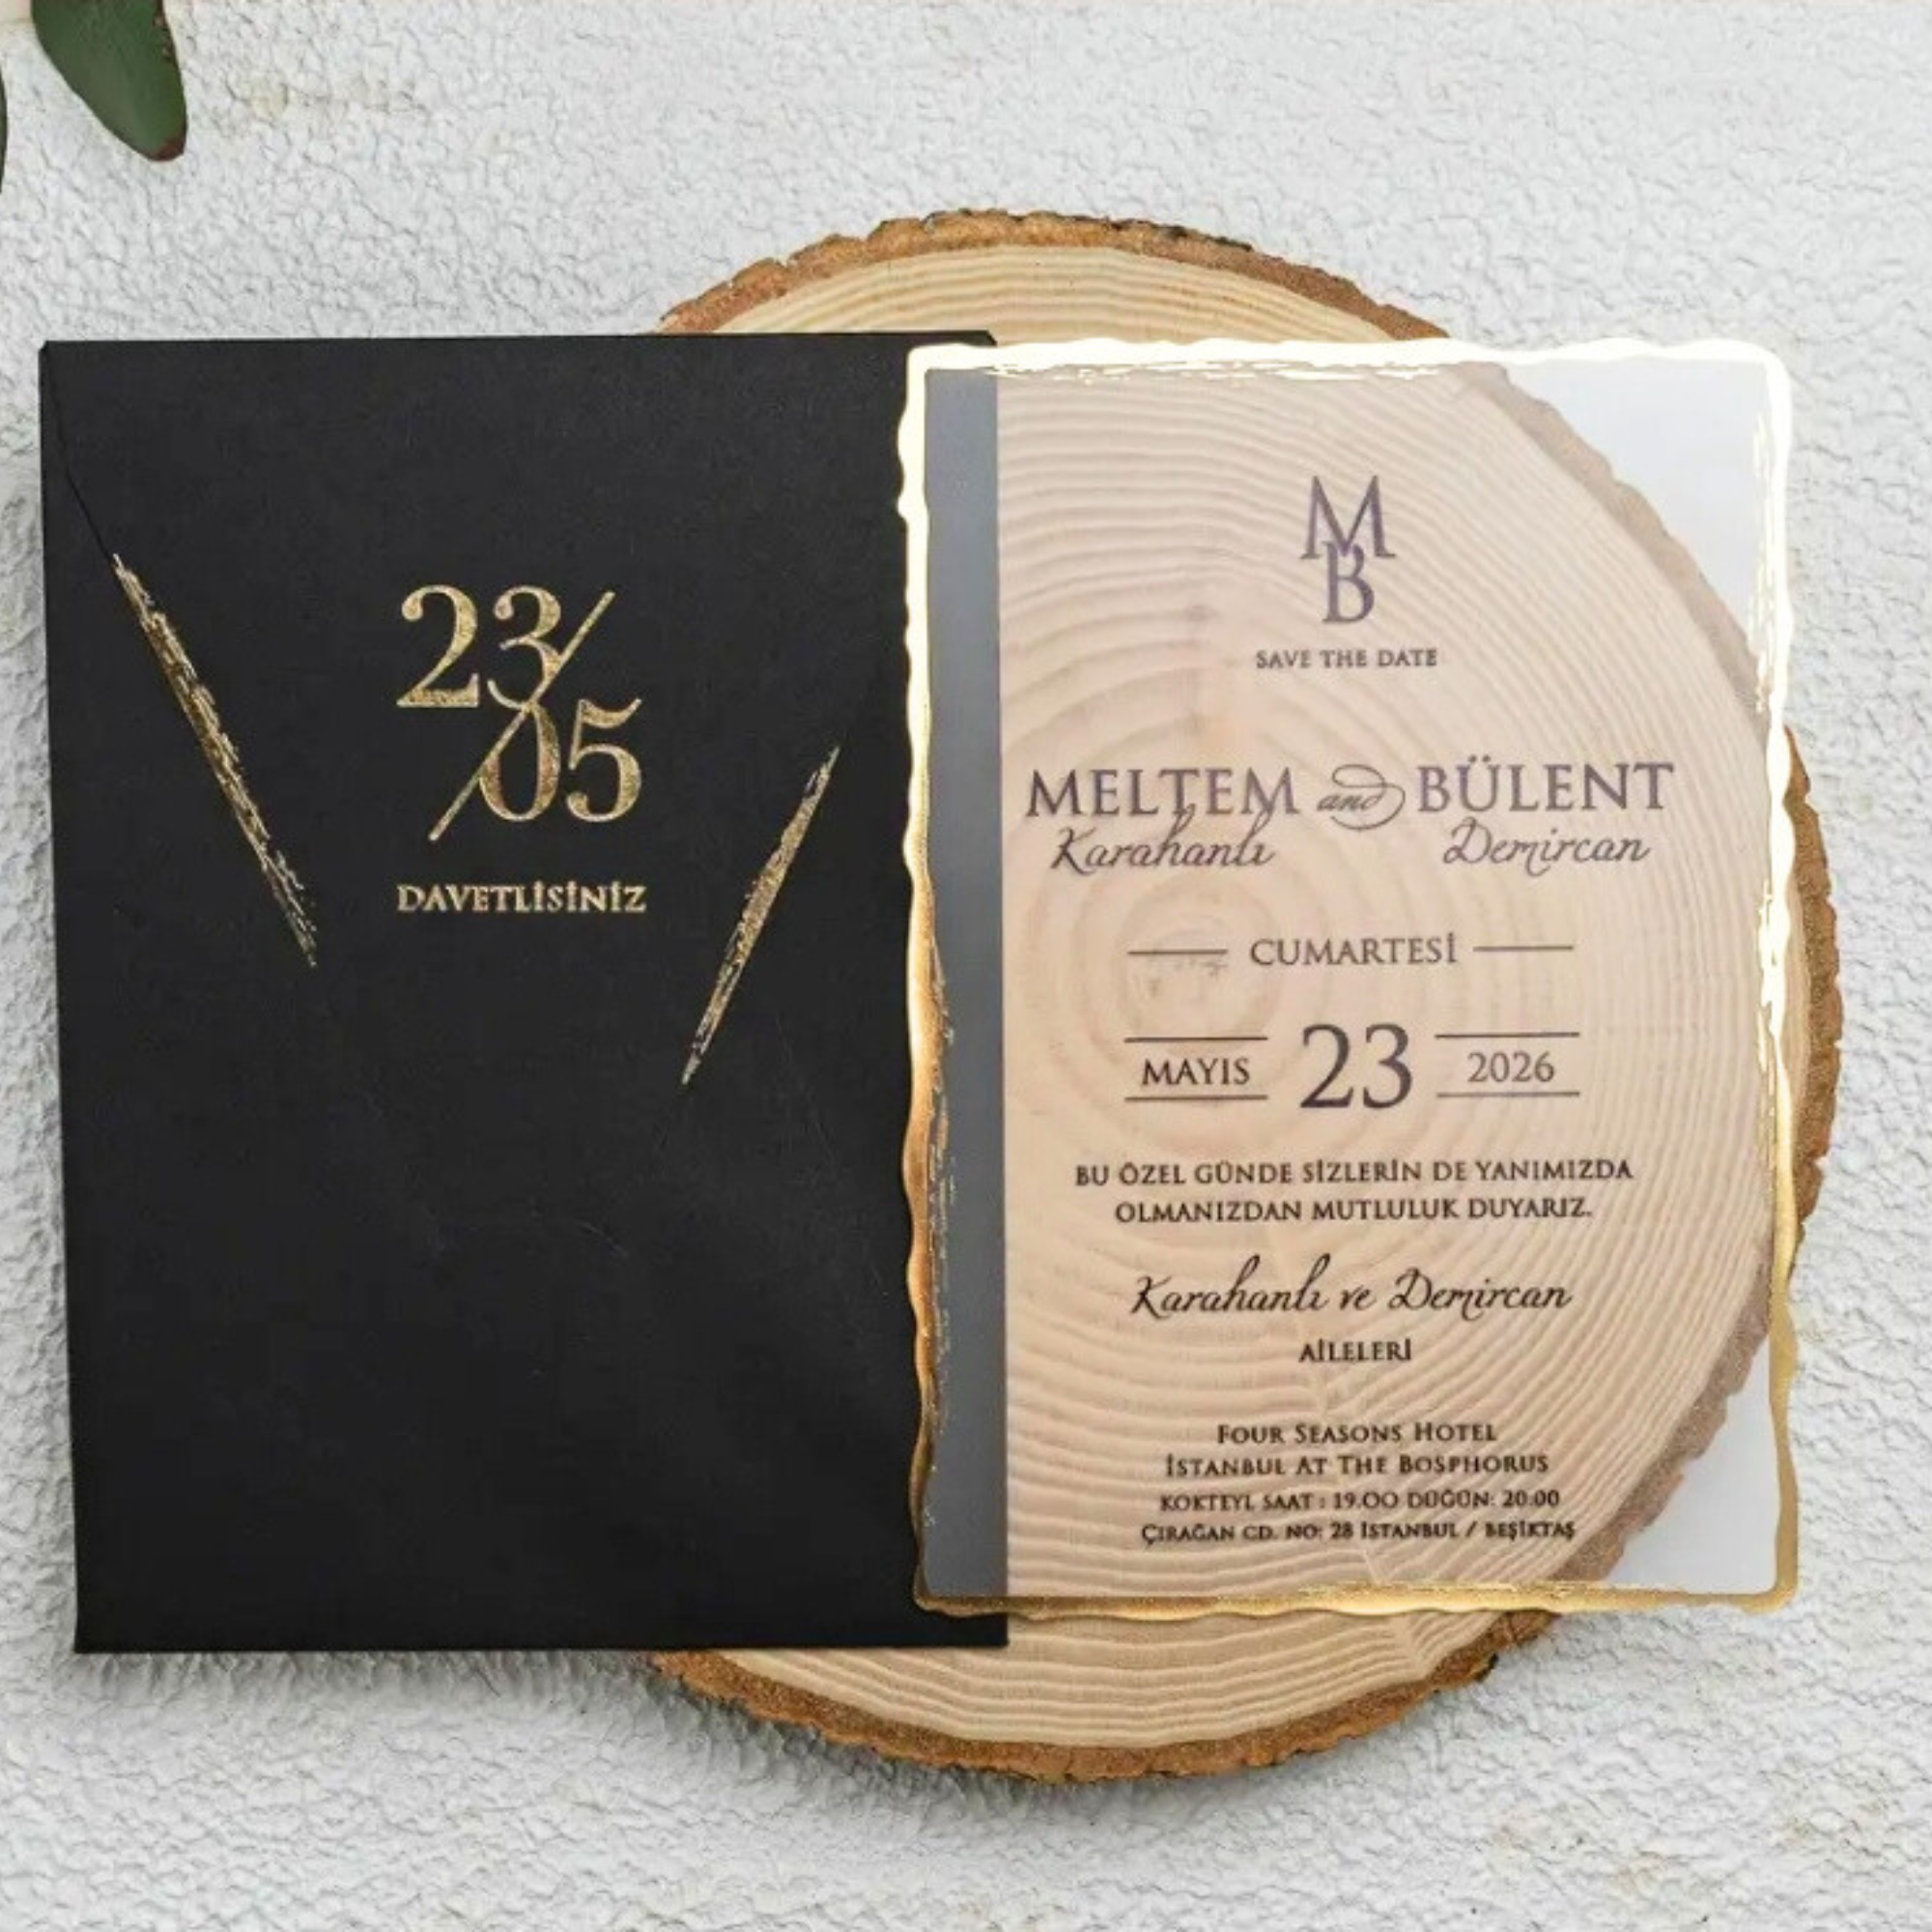 23/05
DAVETLİSİNİZ
MB
SAVE THE DATE
MELTEM and BÜLENT
Karahanlı Demircan
CUMARTESİ
MAYIS 23 2026
BU ÖZEL GÜNDE SİZLERİN DE YANIMIZDA
OLMANIZDAN MUTLULUK DUYARIZ.
Karahanlı ve Demircan
AİLELERİ
FOUR SEASONS HOTEL
İSTANBUL AT THE BOSPHORUS
KOKTEYL SAAT : 19.00 DÜĞÜN: 20:00
ÇIRAĞAN CD. NO: 28 İSTANBUL / BEŞİKTAŞ